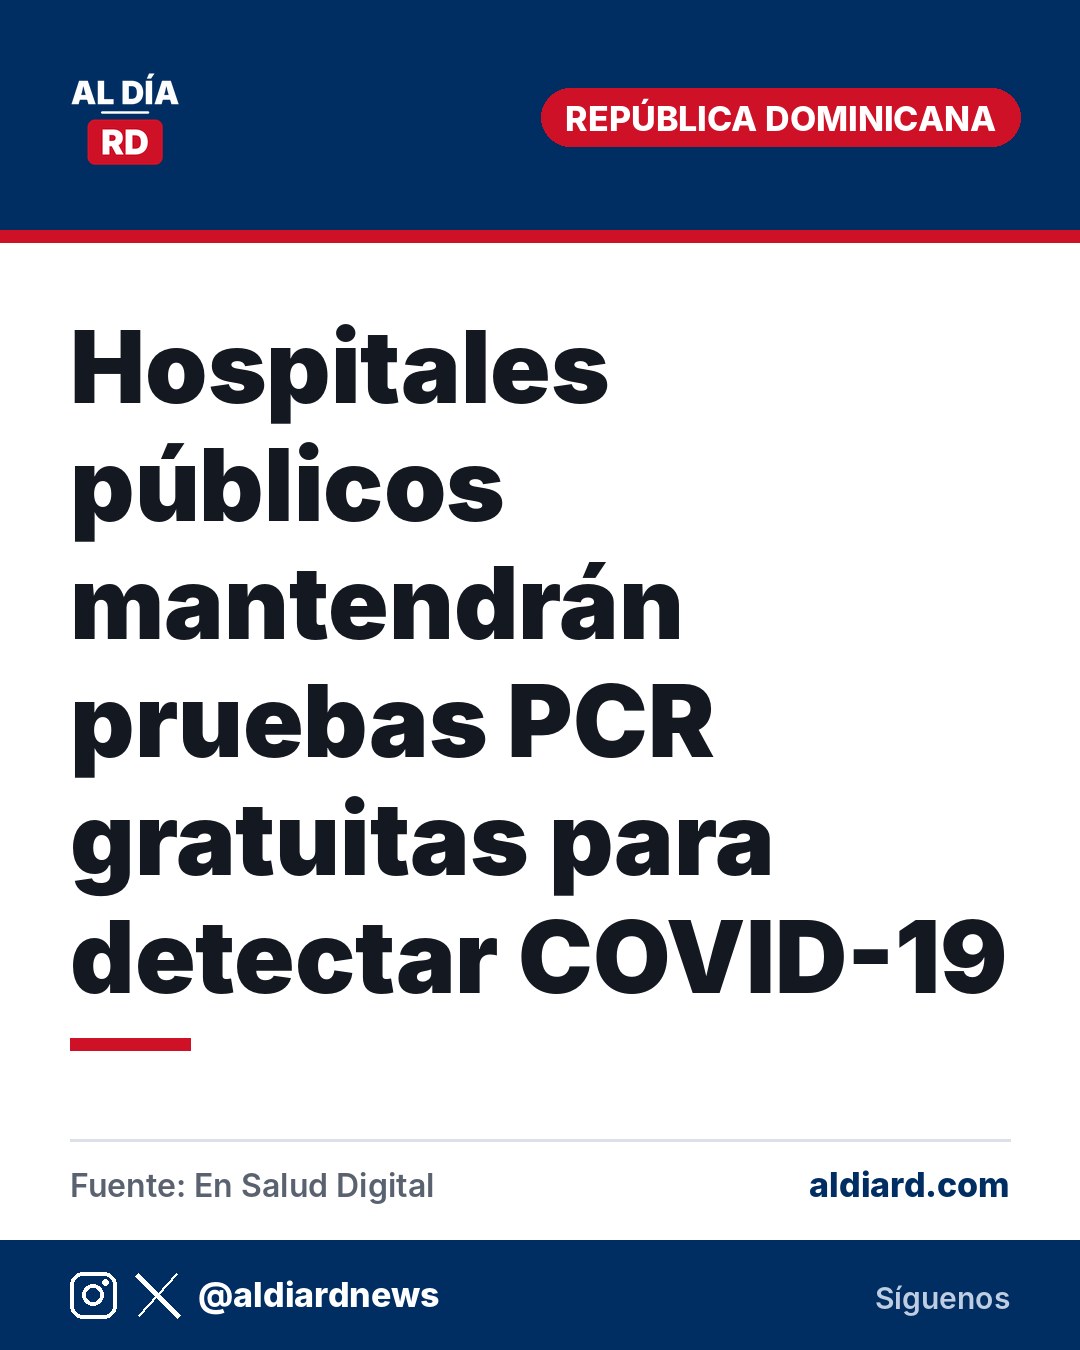 AL DÍA
RD
REPÚBLICA DOMINICANA
Hospitales
públicos
mantendrán
pruebas PCR
gratuitas para
detectar COVID-19
Fuente: En Salud Digital
aldiard.com
@aldiardnews
Síguenos